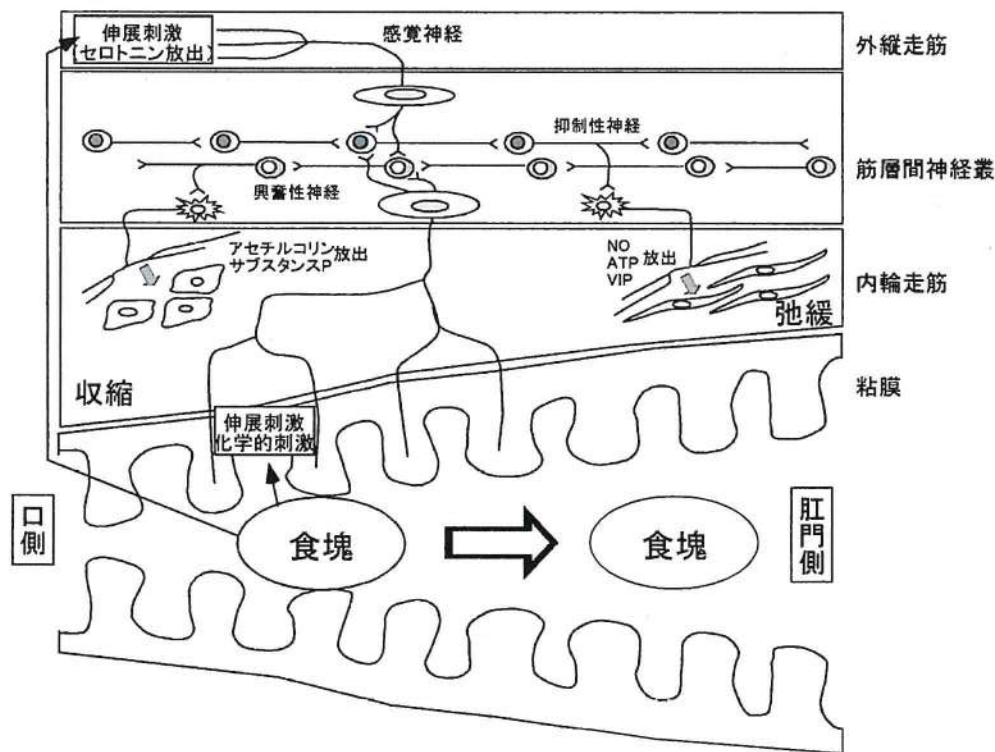 伸展刺激
(セロトニン放出)
感覚神経
外縦走筋
抑制性神経
筋層間神経叢
興奮性神経
アセチルコリン
サブスタンスP
放出
NO
ATP
VIP
放出
内輪走筋
弛緩
収縮
粘膜
伸展刺激
化学的刺激
口側
食塊
食塊
肛門側